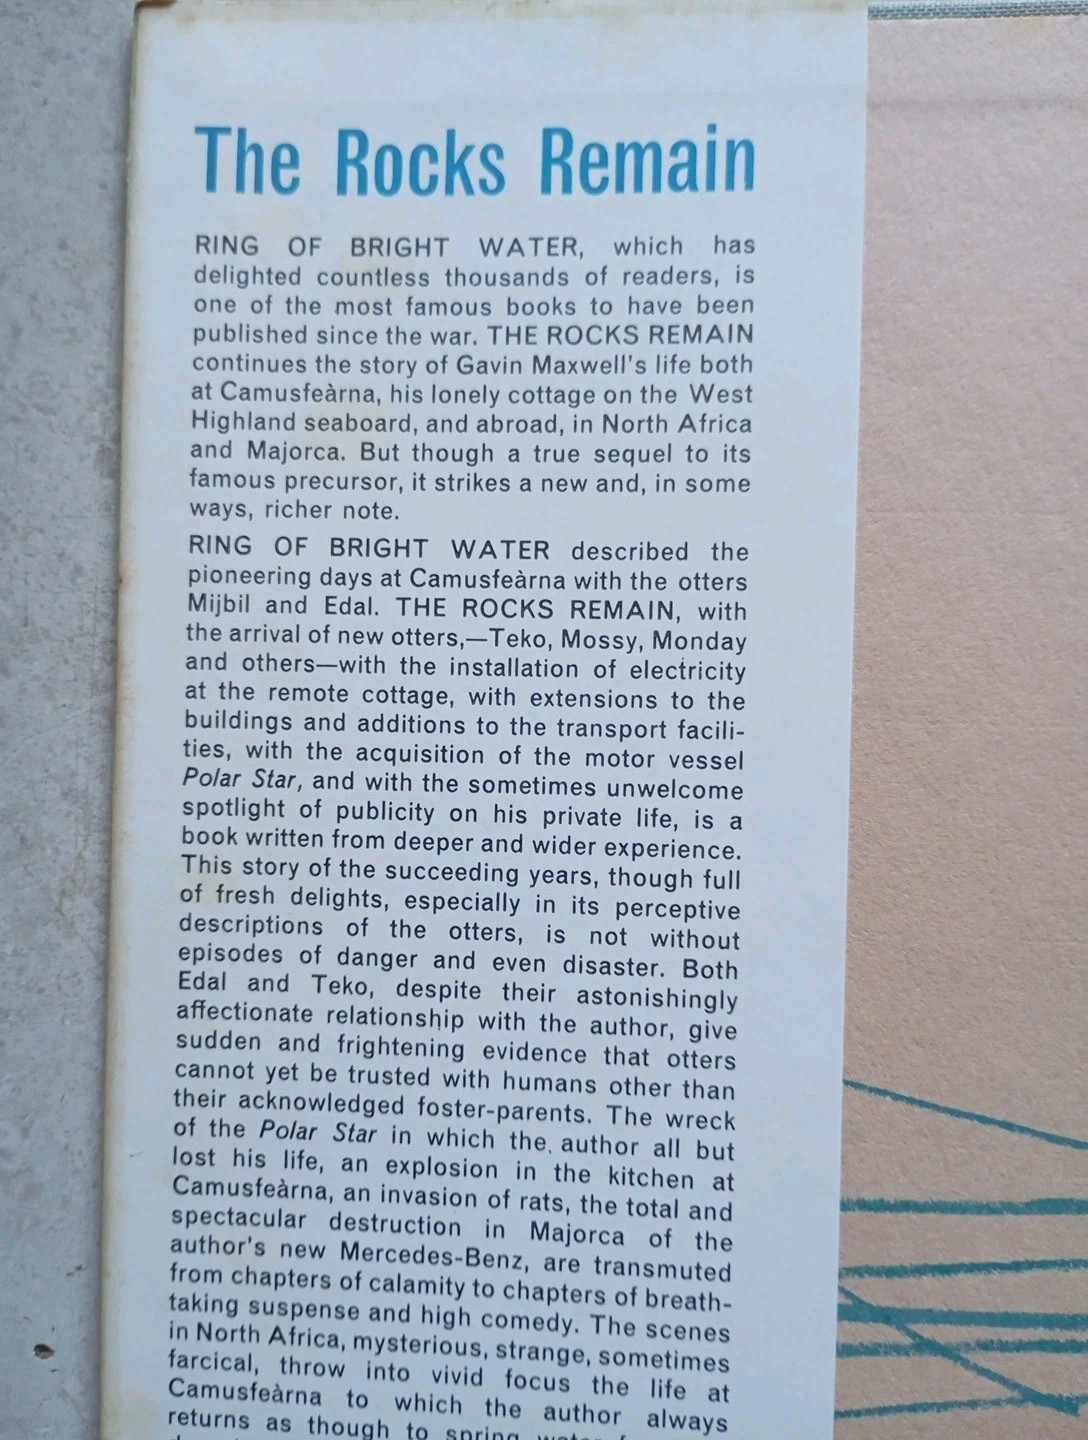 The Rocks Remain
RING OF BRIGHT WATER, which has
delighted countless thousands of readers, is
one of the most famous books to have been
published since the war. THE ROCKS REMAIN
continues the story of Gavin Maxwell's life both
at Camusfeàrna, his lonely cottage on the West
Highland seaboard, and abroad, in North Africa
and Majorca. But though a true sequel to its
famous precursor, it strikes a new and, in some
ways, richer note.
RING OF BRIGHT WATER described the
pioneering days at Camusfeàrna with the otters
Mijbil and Edal. THE ROCKS REMAIN, with
the arrival of new otters,—Teko, Mossy, Monday
and others—with the installation of electricity
at the remote cottage, with extensions to the
buildings and additions to the transport facili-
ties, with the acquisition of the motor vessel
Polar Star, and with the sometimes unwelcome
spotlight of publicity on his private life, is a
book written from deeper and wider experience.
This story of the succeeding years, though full
of fresh delights, especially in its perceptive
descriptions of the otters, is not without
episodes of danger and even disaster. Both
Edal and Teko, despite their astonishingly
affectionate relationship with the author, give
sudden and frightening evidence that otters
cannot yet be trusted with humans other than
their acknowledged foster-parents. The wreck
of the Polar Star in which the author all but
lost his life, an explosion in the kitchen at
Camusfeàrna, an invasion of rats, the total and
spectacular destruction in Majorca of the
author's new Mercedes-Benz, are transmuted
from chapters of calamity to chapters of breath-
taking suspense and high comedy. The scenes
in North Africa, mysterious, strange, sometimes
farcical, throw into vivid focus the life at
Camusfeàrna to which the author always
returns as though to spring